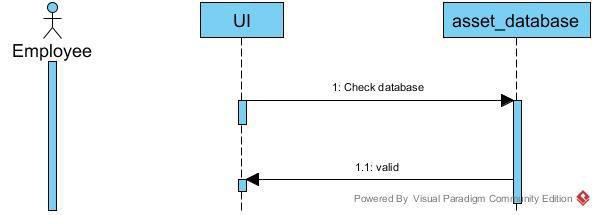 Employee
UI
asset_database
1: Check database
1.1: valid
Powered By Visual Paradigm Community Edition